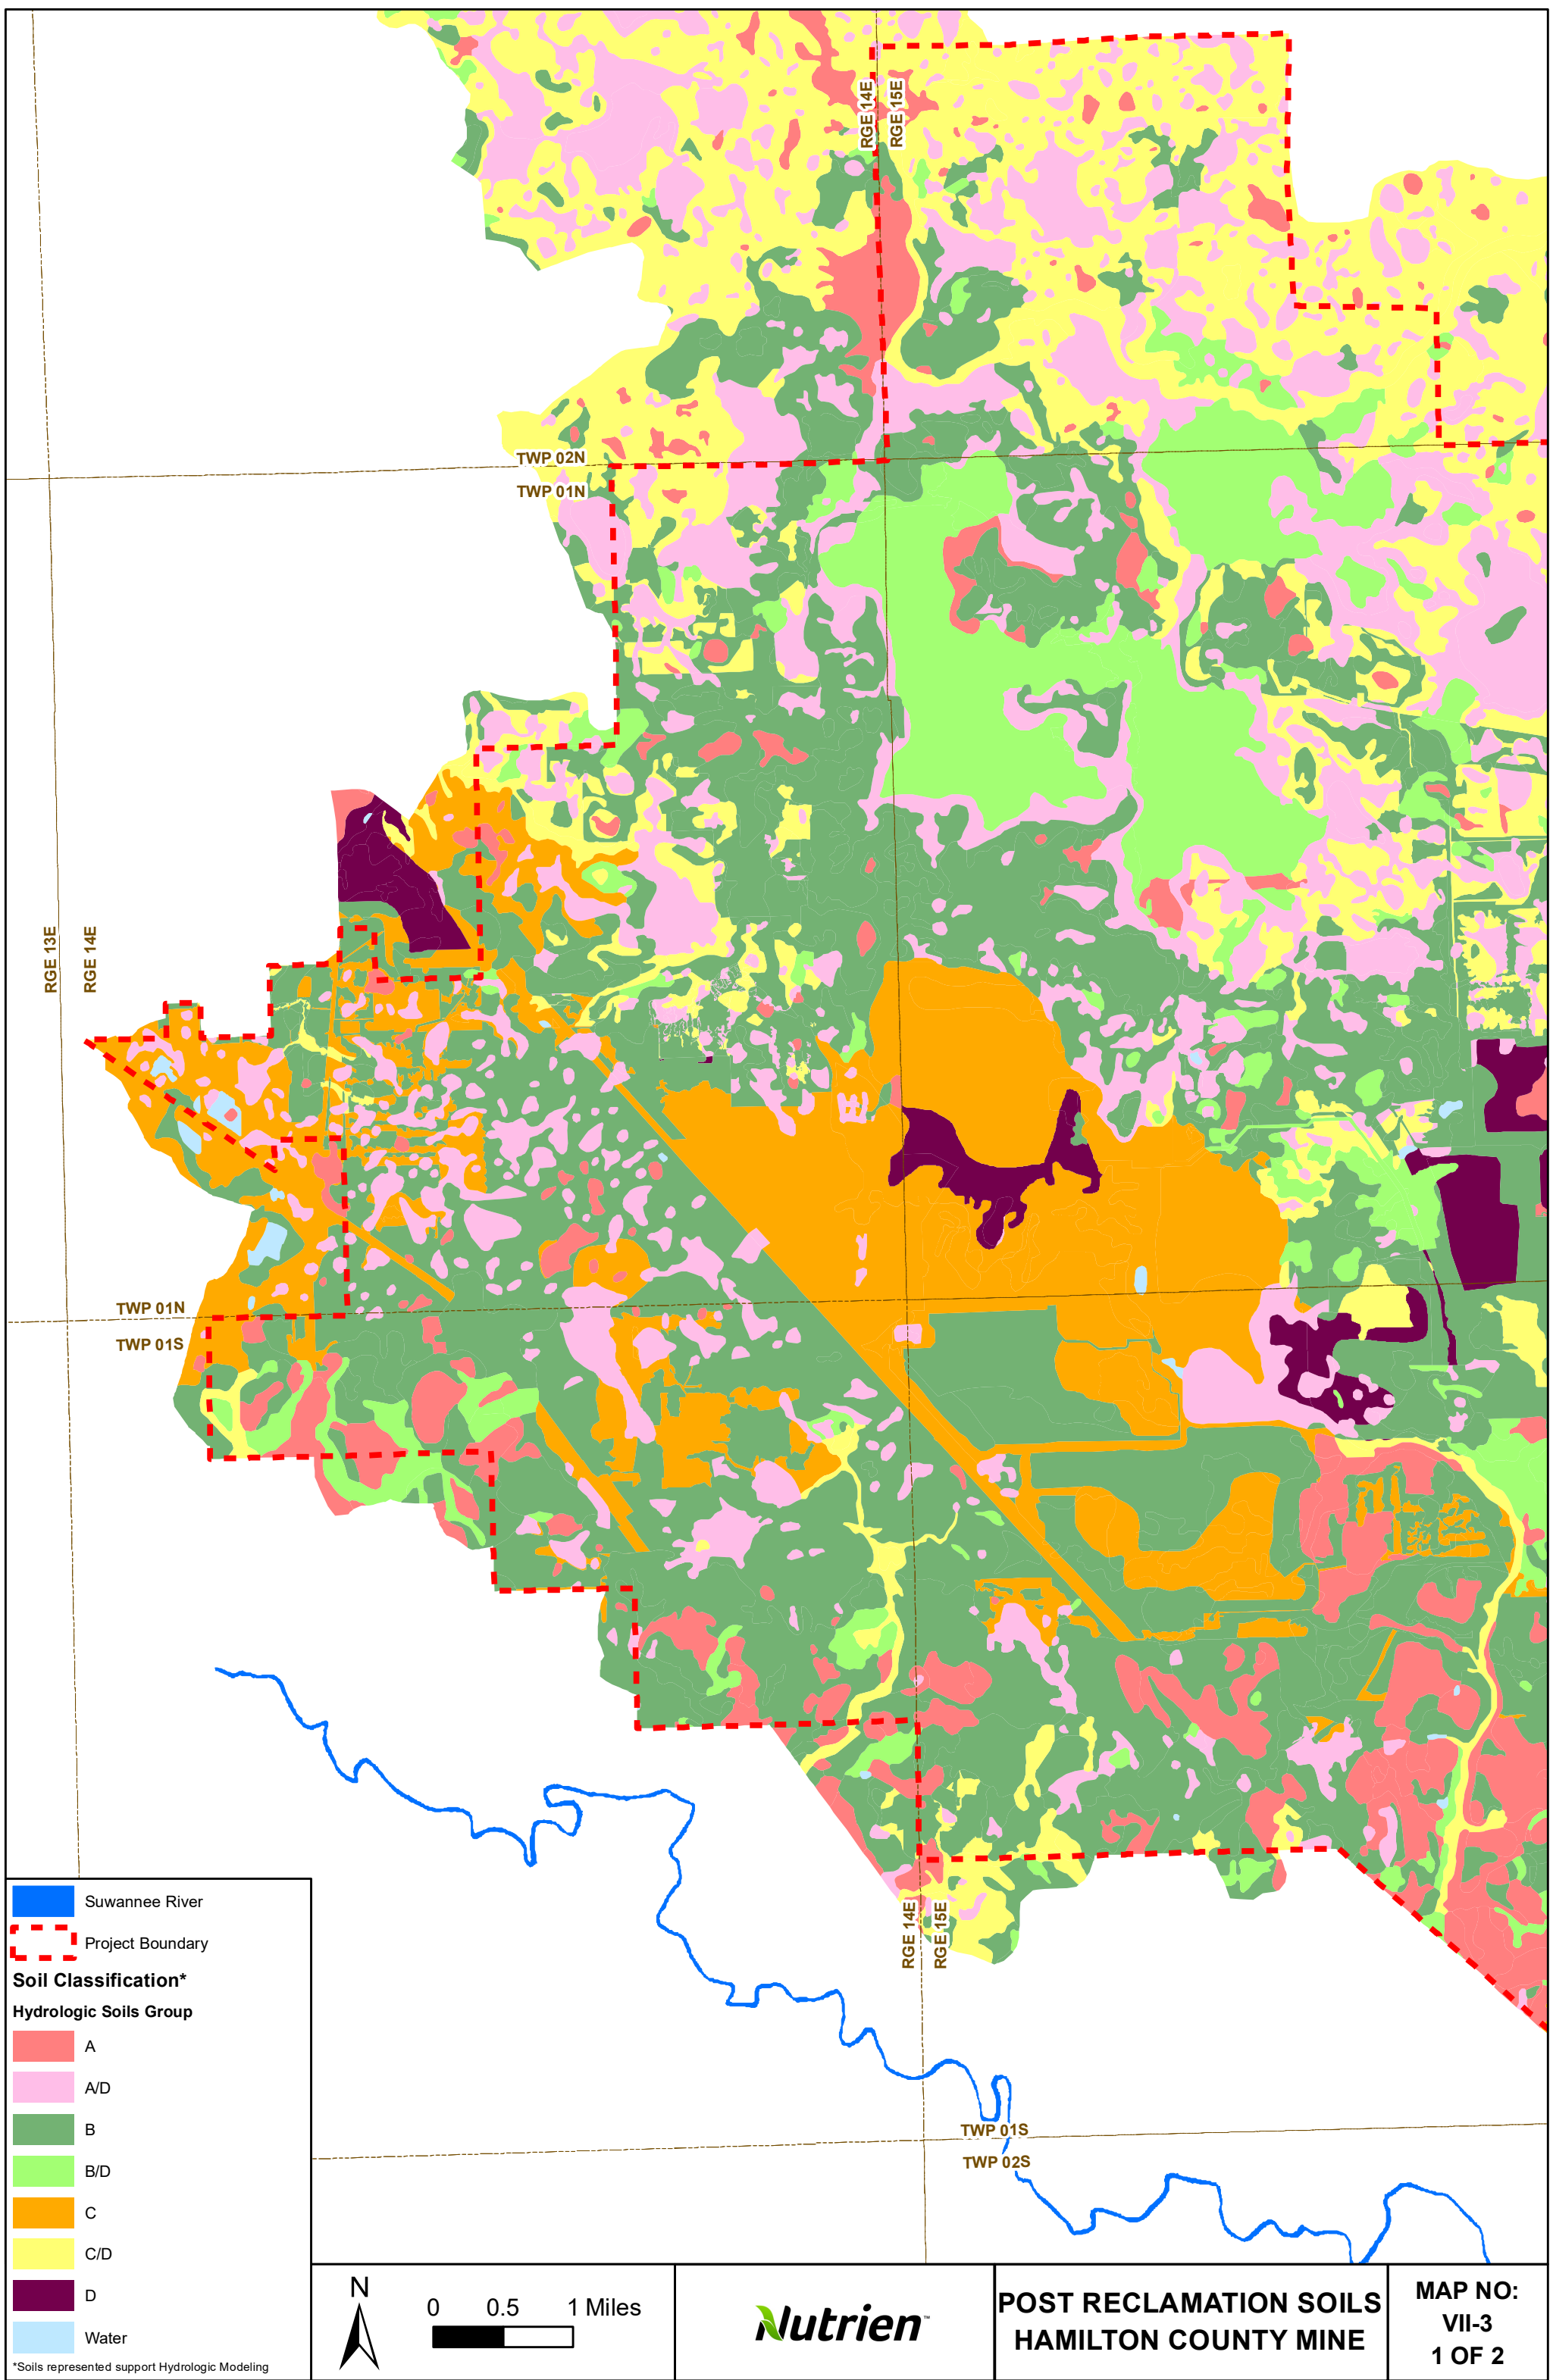 RGE 14E
RGE 15E
TWP 02N
TWP 01N
RGE 13E
RGE 14E
TWP 01N
TWP 01S
RGE 14E
RGE 15E
TWP 01S
TWP 02S
Suwannee River
Project Boundary
Soil Classification*
Hydrologic Soils Group
A
A/D
B
B/D
C
C/D
D
Water
*Soils represented support Hydrologic Modeling
N
0 0.5 1 Miles
Nutrien™
POST RECLAMATION SOILS
HAMILTON COUNTY MINE
MAP NO:
VII-3
1 OF 2